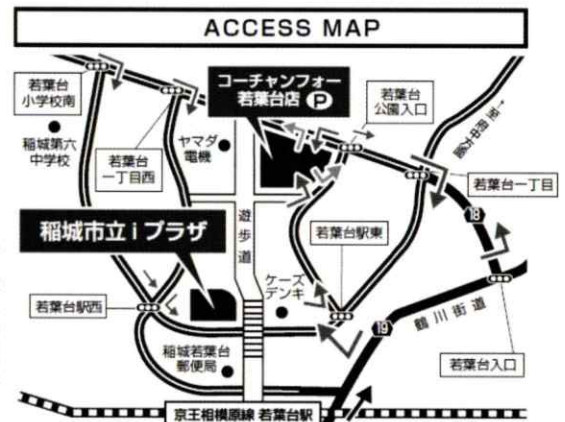 ACCESS MAP
若葉台
小学校南
コーチャンフォー
若葉台店 P
若葉台
公園入口
至 府中方面
稲城第六
中学校
若葉台
一丁目西
ヤマダ
電機
若葉台一丁目
18
稲城市立 i プラザ
遊歩道
若葉台駅東
ケーズ
デンキ
若葉台駅西
19
鶴川街道
稲城若葉台
郵便局
若葉台入口
京王相模原線 若葉台駅